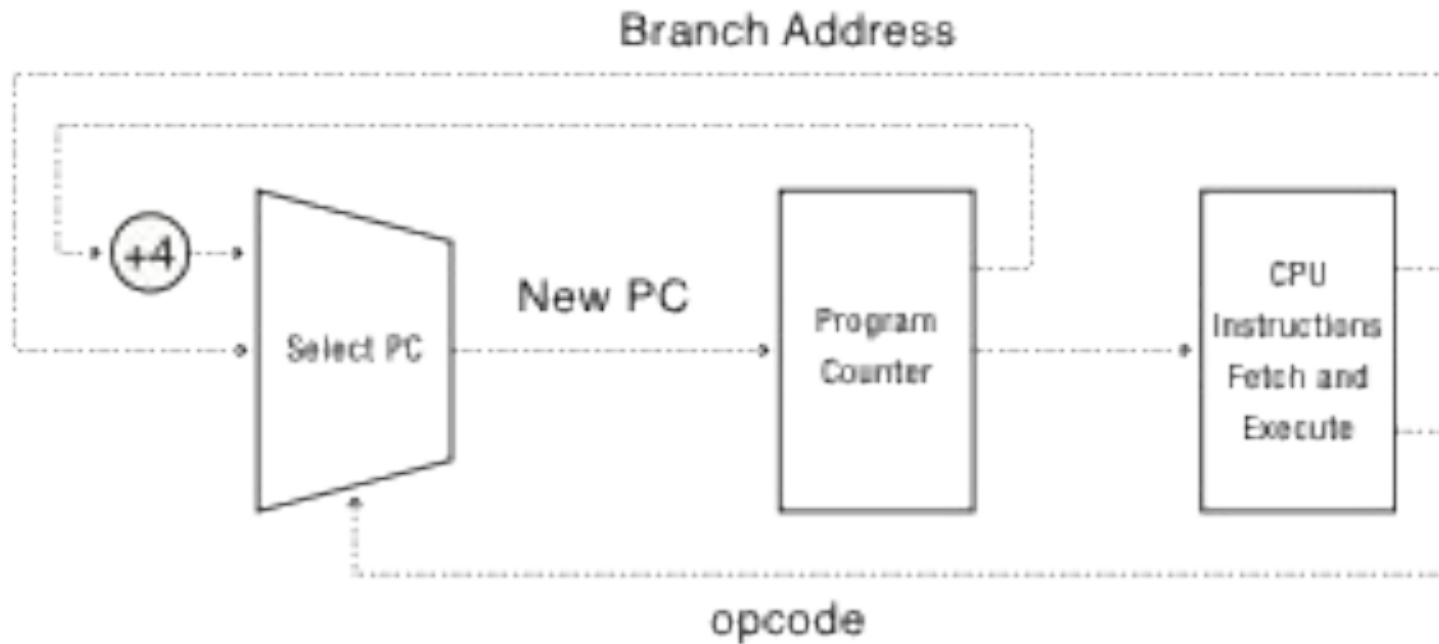 Branch Address
+4
Select PC
New PC
Program
Counter
CPU
Instructions
Fetch and
Execute
opcode